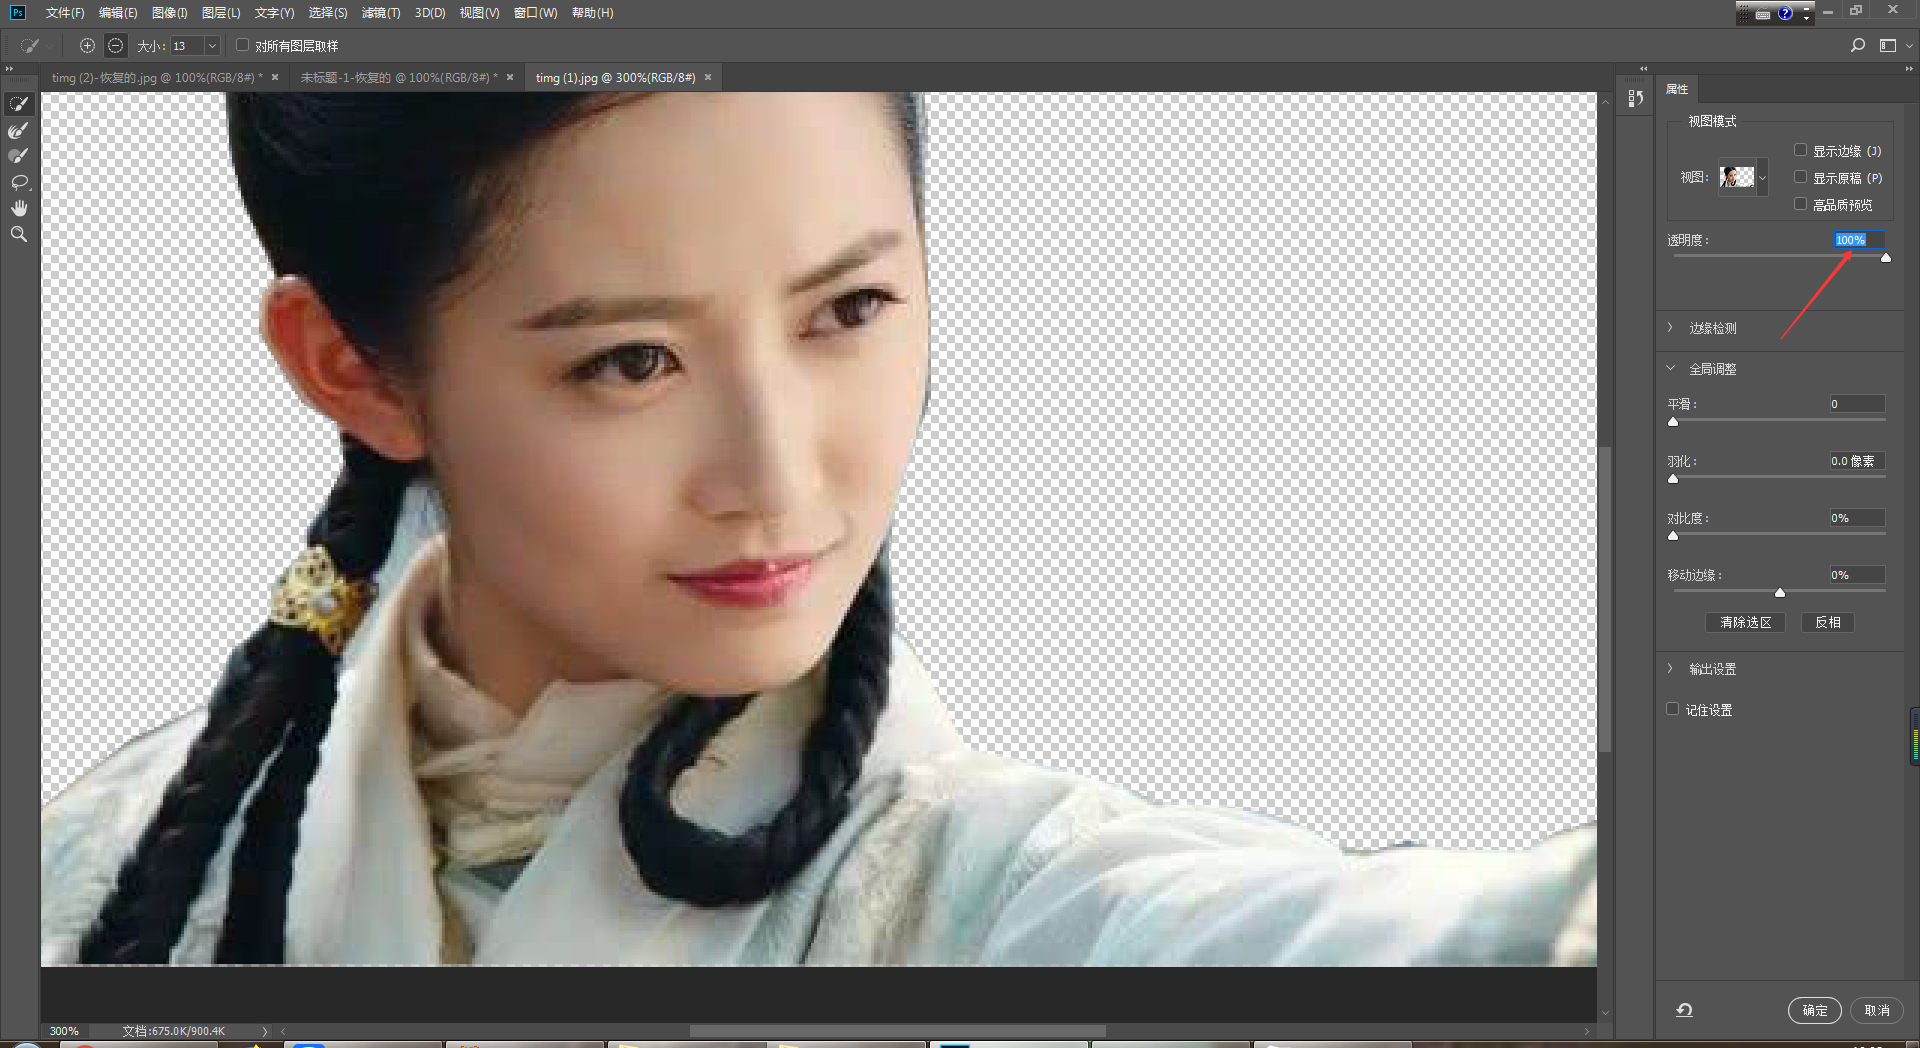 Ps 文件(F) 编辑(E) 图像(I) 图层(L) 文字(Y) 选择(S) 滤镜(T) 3D(D) 视图(V) 窗口(W) 帮助(H)
大小: 13 对所有图层取样
timg (2)-恢复的.jpg @ 100%(RGB/8#) * × 未标题-1-恢复的 @ 100%(RGB/8#) * × timg (1).jpg @ 300%(RGB/8#) ×
属性
视图模式
视图:
显示边缘 (J)
显示原稿 (P)
高品质预览
透明度: 100%
边缘检测
全局调整
平滑: 0
羽化: 0.0 像素
对比度: 0%
移动边缘: 0%
清除选区 反相
输出设置
记住设置
确定 取消
300% 文档:675.0K/900.4K